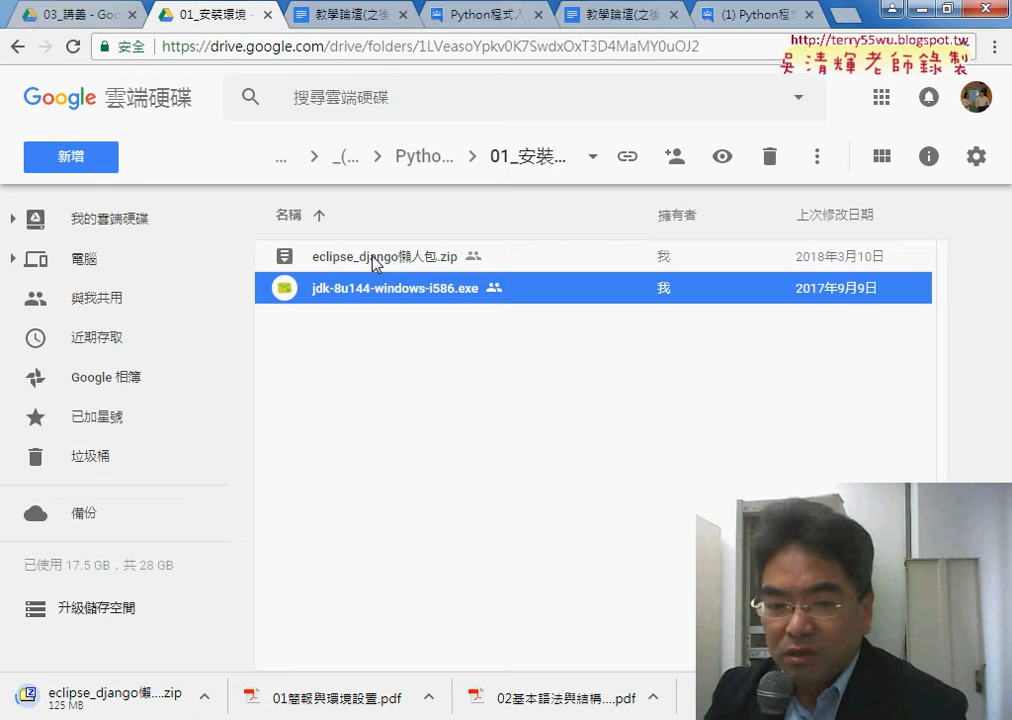 03_講義 - Goo
01_安裝環境 -
教學論壇(之後
Python程式入
教學論壇(之後
(1) Python程式
安全
https://drive.google.com/drive/folders/1LVeasoYpkv0K7SwdxOxT3D4MaMY0uOJ2
http://terry55wu.blogspot.tw
吳清輝老師錄製
Google 雲端硬碟
搜尋雲端硬碟
新增
...
_(...
Pytho...
01_安裝...
我的雲端硬碟
電腦
與我共用
近期存取
Google 相簿
已加星號
垃圾桶
備份
已使用 17.5 GB，共 28 GB
升級儲存空間
名稱
擁有者
上次修改日期
eclipse_django懶人包.zip
我
2018年3月10日
jdk-8u144-windows-i586.exe
我
2017年9月9日
eclipse_django懶....zip
125 MB
01簡報與環境設置.pdf
02基本語法與結構....pdf